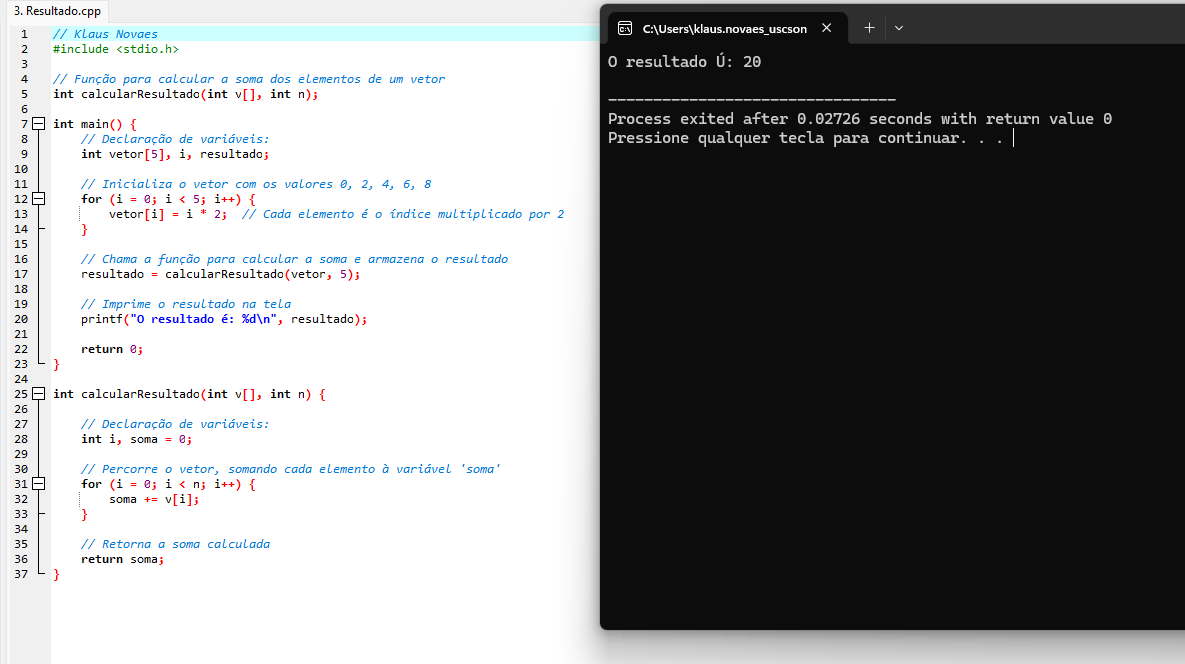 3. Resultado.cpp
1 // Klaus Novaes
2 #include <stdio.h>
3
4 // Função para calcular a soma dos elementos de um vetor
5 int calcularResultado(int v[], int n);
6
7 int main() {
8 // Declaração de variáveis:
9 int vetor[5], i, resultado;
10
11 // Inicializa o vetor com os valores 0, 2, 4, 6, 8
12 for (i = 0; i < 5; i++) {
13 vetor[i] = i * 2; // Cada elemento é o índice multiplicado por 2
14 }
15
16 // Chama a função para calcular a soma e armazena o resultado
17 resultado = calcularResultado(vetor, 5);
18
19 // Imprime o resultado na tela
20 printf("O resultado é: %d\n", resultado);
21
22 return 0;
23 }
24
25 int calcularResultado(int v[], int n) {
26
27 // Declaração de variáveis:
28 int i, soma = 0;
29
30 // Percorre o vetor, somando cada elemento à variável 'soma'
31 for (i = 0; i < n; i++) {
32 soma += v[i];
33 }
34
35 // Retorna a soma calculada
36 return soma;
37 }
C:\Users\klaus.novaes_uscson
O resultado Ú: 20
--------------------------------
Process exited after 0.02726 seconds with return value 0
Pressione qualquer tecla para continuar. . .